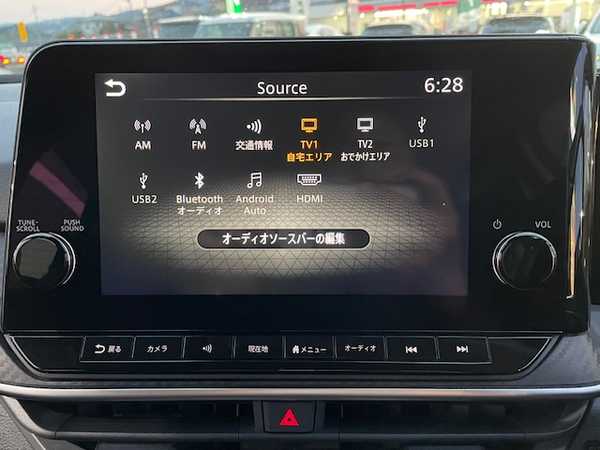 Source
6:28
AM
FM
交通情報
TV1
自宅エリア
TV2
おでかけエリア
USB1
USB2
Bluetooth
オーディオ
Android
Auto
HDMI
オーディオソースバーの編集
TUNE·
SCROLL
PUSH
SOUND
VOL
戻る
カメラ
現在地
メニュー
オーディオ